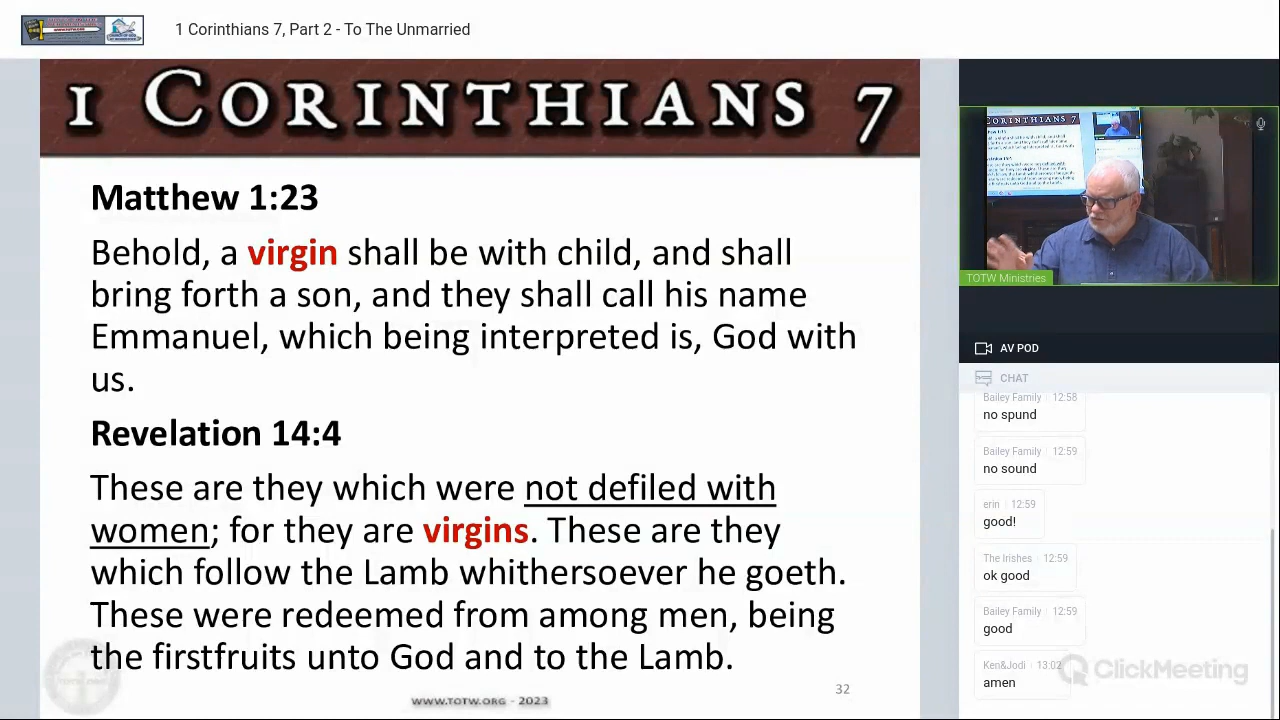 1 Corinthians 7, Part 2 - To The Unmarried
1 CORINTHIANS 7
Matthew 1:23
Behold, a virgin shall be with child, and shall
bring forth a son, and they shall call his name
Emmanuel, which being interpreted is, God with
us.
Revelation 14:4
These are they which were not defiled with
women; for they are virgins. These are they
which follow the Lamb whithersoever he goeth.
These were redeemed from among men, being
the firstfruits unto God and to the Lamb.
WWW.TOTW.ORG - 2023
32
CORINTHIANS 7
TOTW Ministries
AV POD
CHAT
Bailey Family 12:58
no spund
Bailey Family 12:59
no sound
erin 12:59
good!
The Irishes 12:59
ok good
Bailey Family 12:59
good
Ken&Jodi 13:02
amen
ClickMeeting